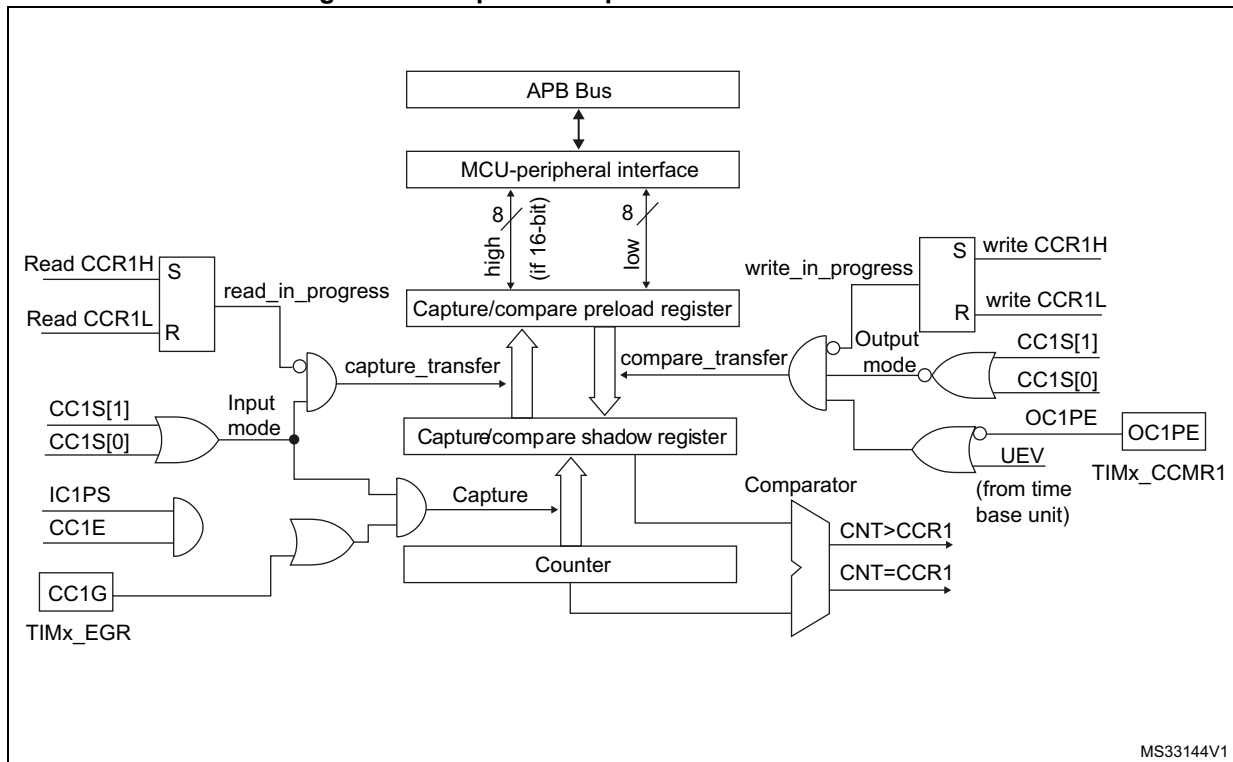 APB Bus
MCU-peripheral interface
8
high
(if 16-bit)
8
low
Read CCR1H
S
read_in_progress
Read CCR1L
R
write_in_progress
S
write CCR1H
R
write CCR1L
Capture/compare preload register
capture_transfer
compare_transfer
Output
mode
CC1S[1]
CC1S[0]
CC1S[1]
CC1S[0]
Input
mode
Capture/compare shadow register
OC1PE
OC1PE
UEV
TIMx_CCMR1
(from time
base unit)
IC1PS
CC1E
Capture
Comparator
CNT>CCR1
CNT=CCR1
Counter
CC1G
TIMx_EGR
MS33144V1